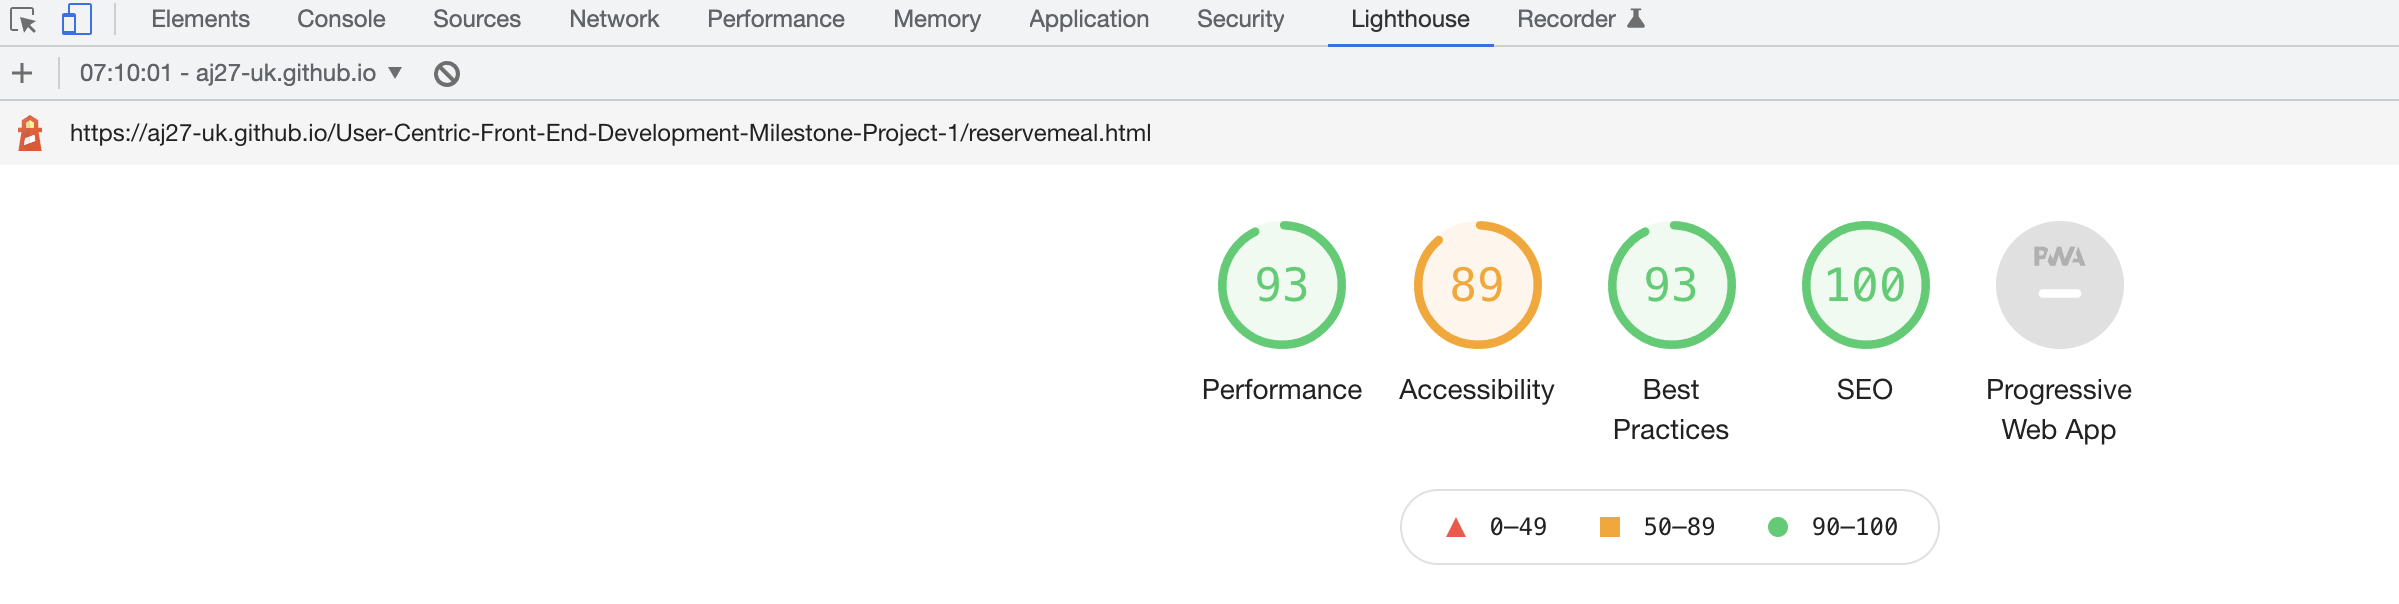 Elements Console Sources Network Performance Memory Application Security Lighthouse Recorder
07:10:01 - aj27-uk.github.io
https://aj27-uk.github.io/User-Centric-Front-End-Development-Milestone-Project-1/reservemeal.html
93 89 93 100 PWA
Performance Accessibility Best Practices SEO Progressive Web App
0–49 50–89 90–100